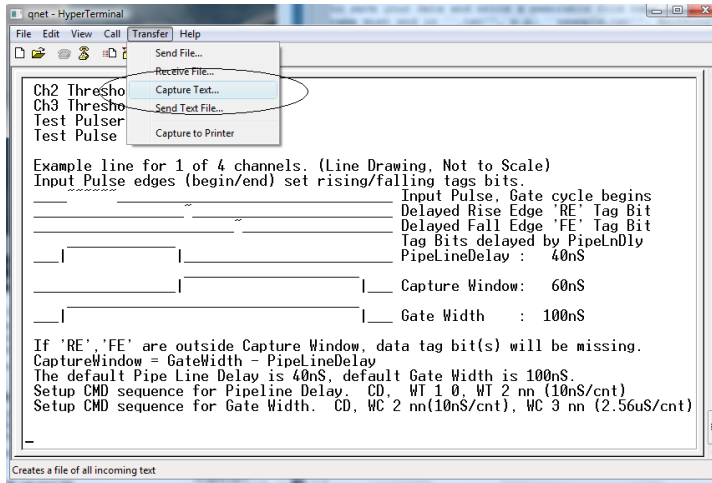 qnet - HyperTerminal
File Edit View Call Transfer Help
Send File...
Receive File...
Capture Text...
Send Text File...
Capture to Printer
Ch2 Thresho
Ch3 Thresho
Test Pulser
Test Pulse
Example line for 1 of 4 channels. (Line Drawing, Not to Scale)
Input Pulse edges (begin/end) set rising/falling tags bits.
Input Pulse, Gate cycle begins
Delayed Rise Edge 'RE' Tag Bit
Delayed Fall Edge 'FE' Tag Bit
Tag Bits delayed by PipeLnDly
PipeLineDelay : 40nS
Capture Window: 60nS
Gate Width : 100nS
If 'RE','FE' are outside Capture Window, data tag bit(s) will be missing.
CaptureWindow = GateWidth - PipeLineDelay
The default Pipe Line Delay is 40nS, default Gate Width is 100nS.
Setup CMD sequence for Pipeline Delay. CD, WT 1 0, WT 2 nn (10nS/cnt)
Setup CMD sequence for Gate Width. CD, WC 2 nn(10nS/cnt), WC 3 nn (2.56uS/cnt)
Creates a file of all incoming text